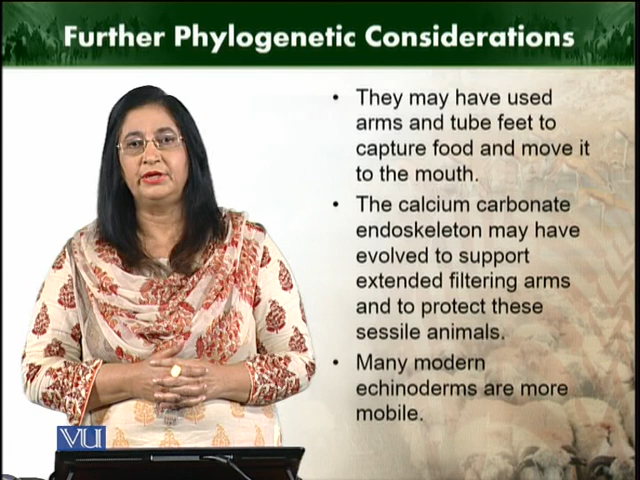 Further Phylogenetic Considerations
• They may have used
arms and tube feet to
capture food and move it
to the mouth.
• The calcium carbonate
endoskeleton may have
evolved to support
extended filtering arms
and to protect these
sessile animals.
• Many modern
echinoderms are more
mobile.
VU